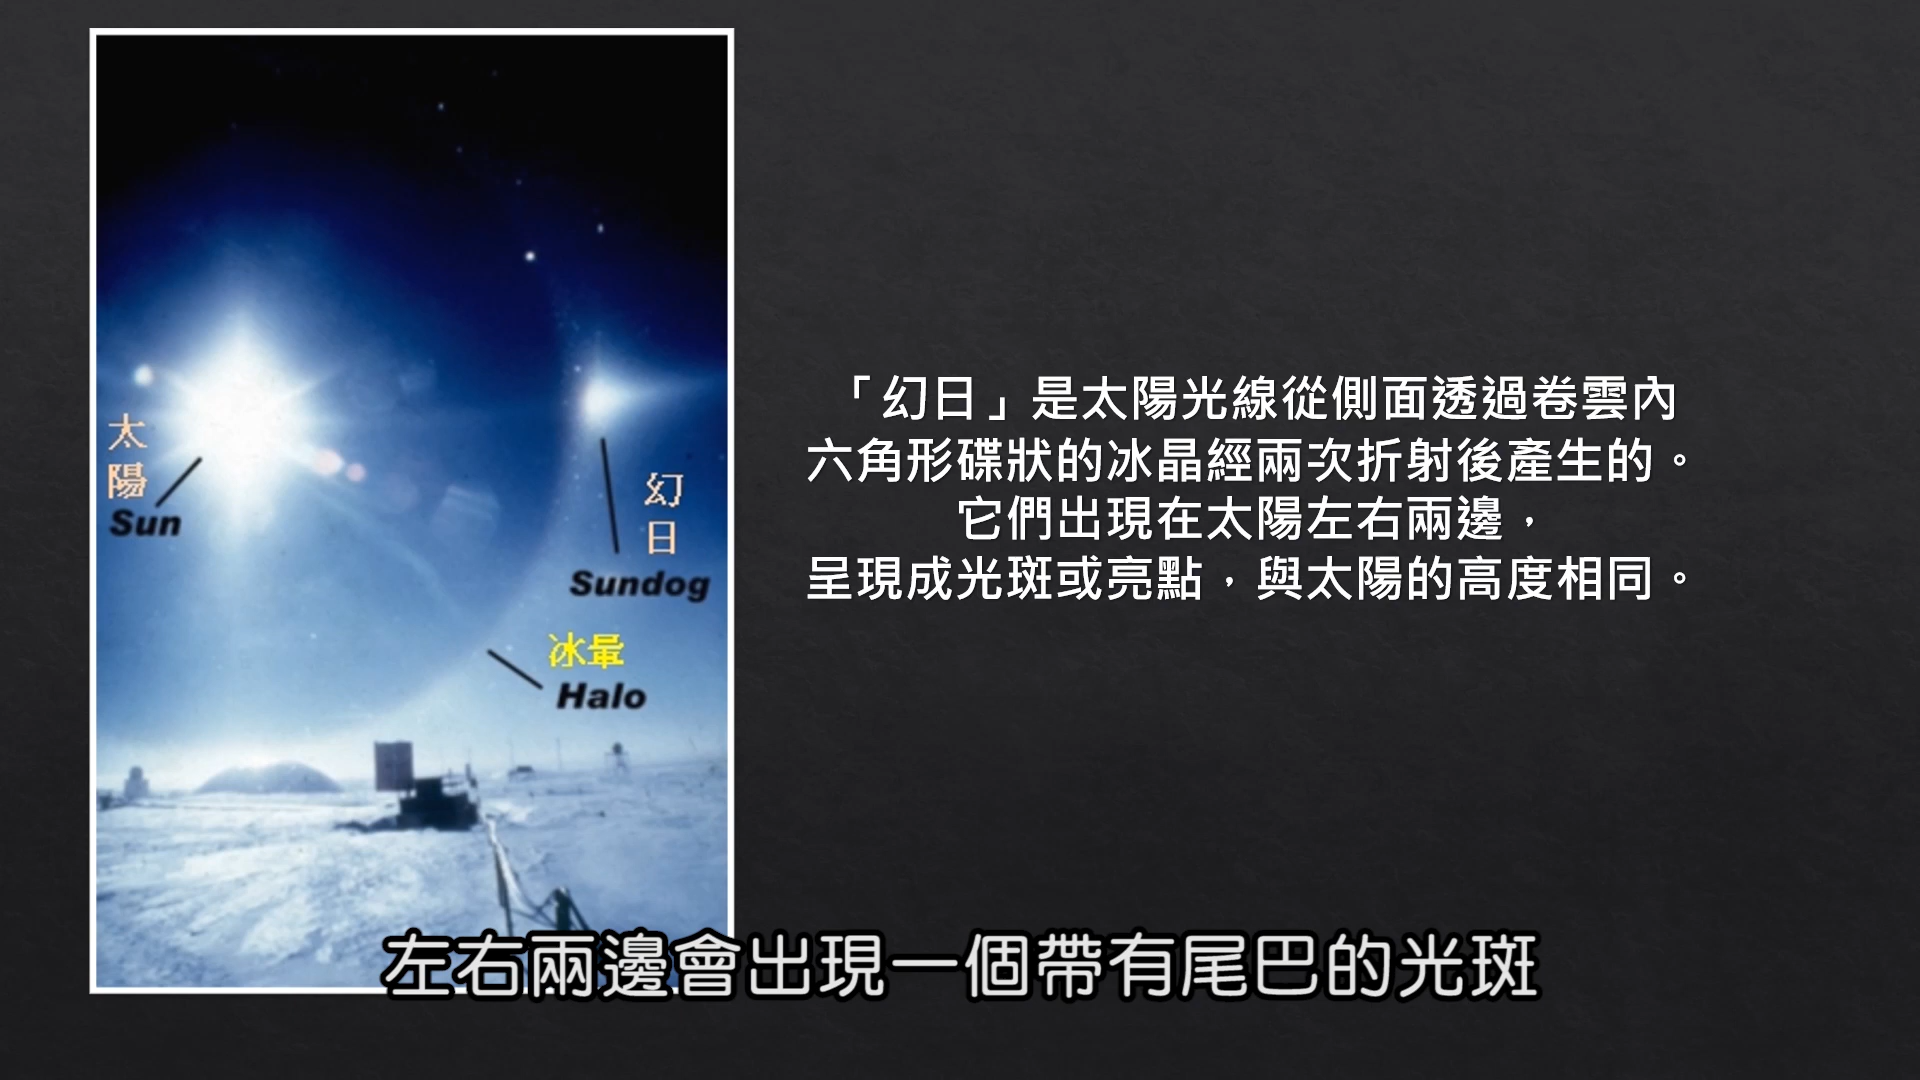 太陽
Sun
幻日
Sundog
冰暈
Halo
「幻日」是太陽光線從側面透過卷雲內
六角形碟狀的冰晶經兩次折射後產生的。
它們出現在太陽左右兩邊，
呈現成光斑或亮點，與太陽的高度相同。
左右兩邊會出現一個帶有尾巴的光斑